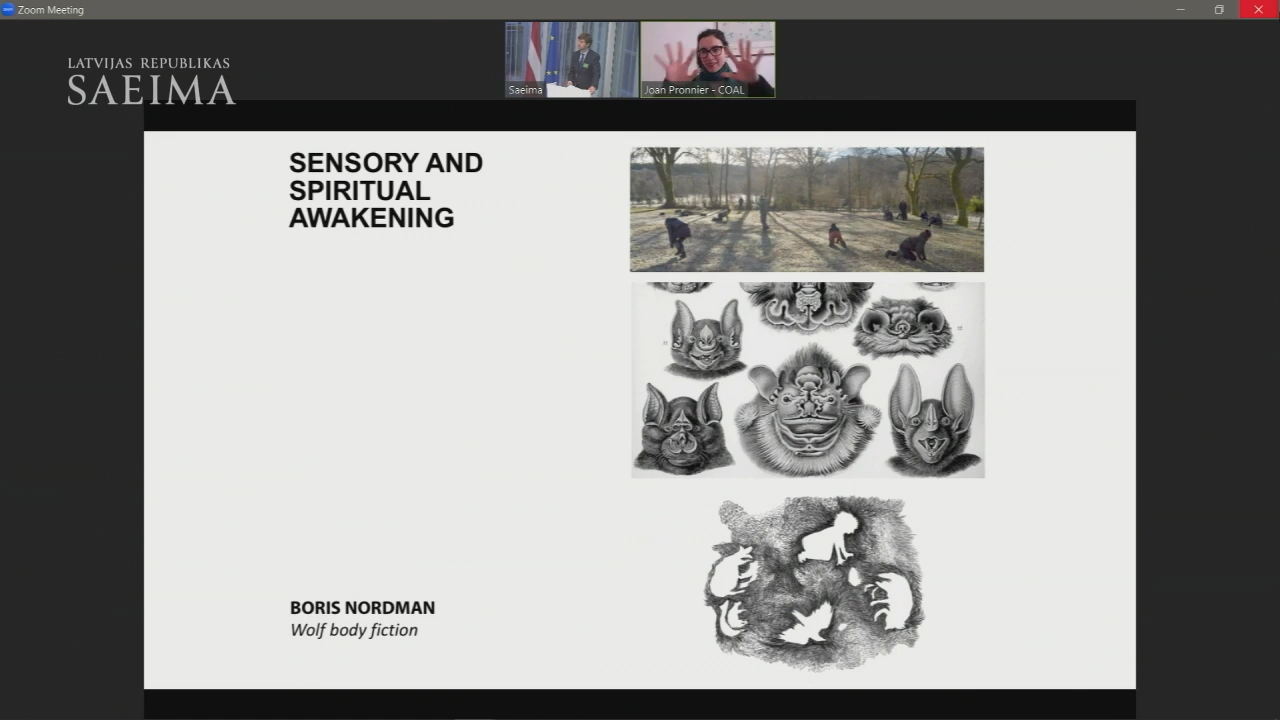 Zoom Meeting
LATVIJAS REPUBLIKAS
SAEIMA
Saeima
Joan Pronnier - COAL
SENSORY AND
SPIRITUAL
AWAKENING
BORIS NORDMAN
Wolf body fiction